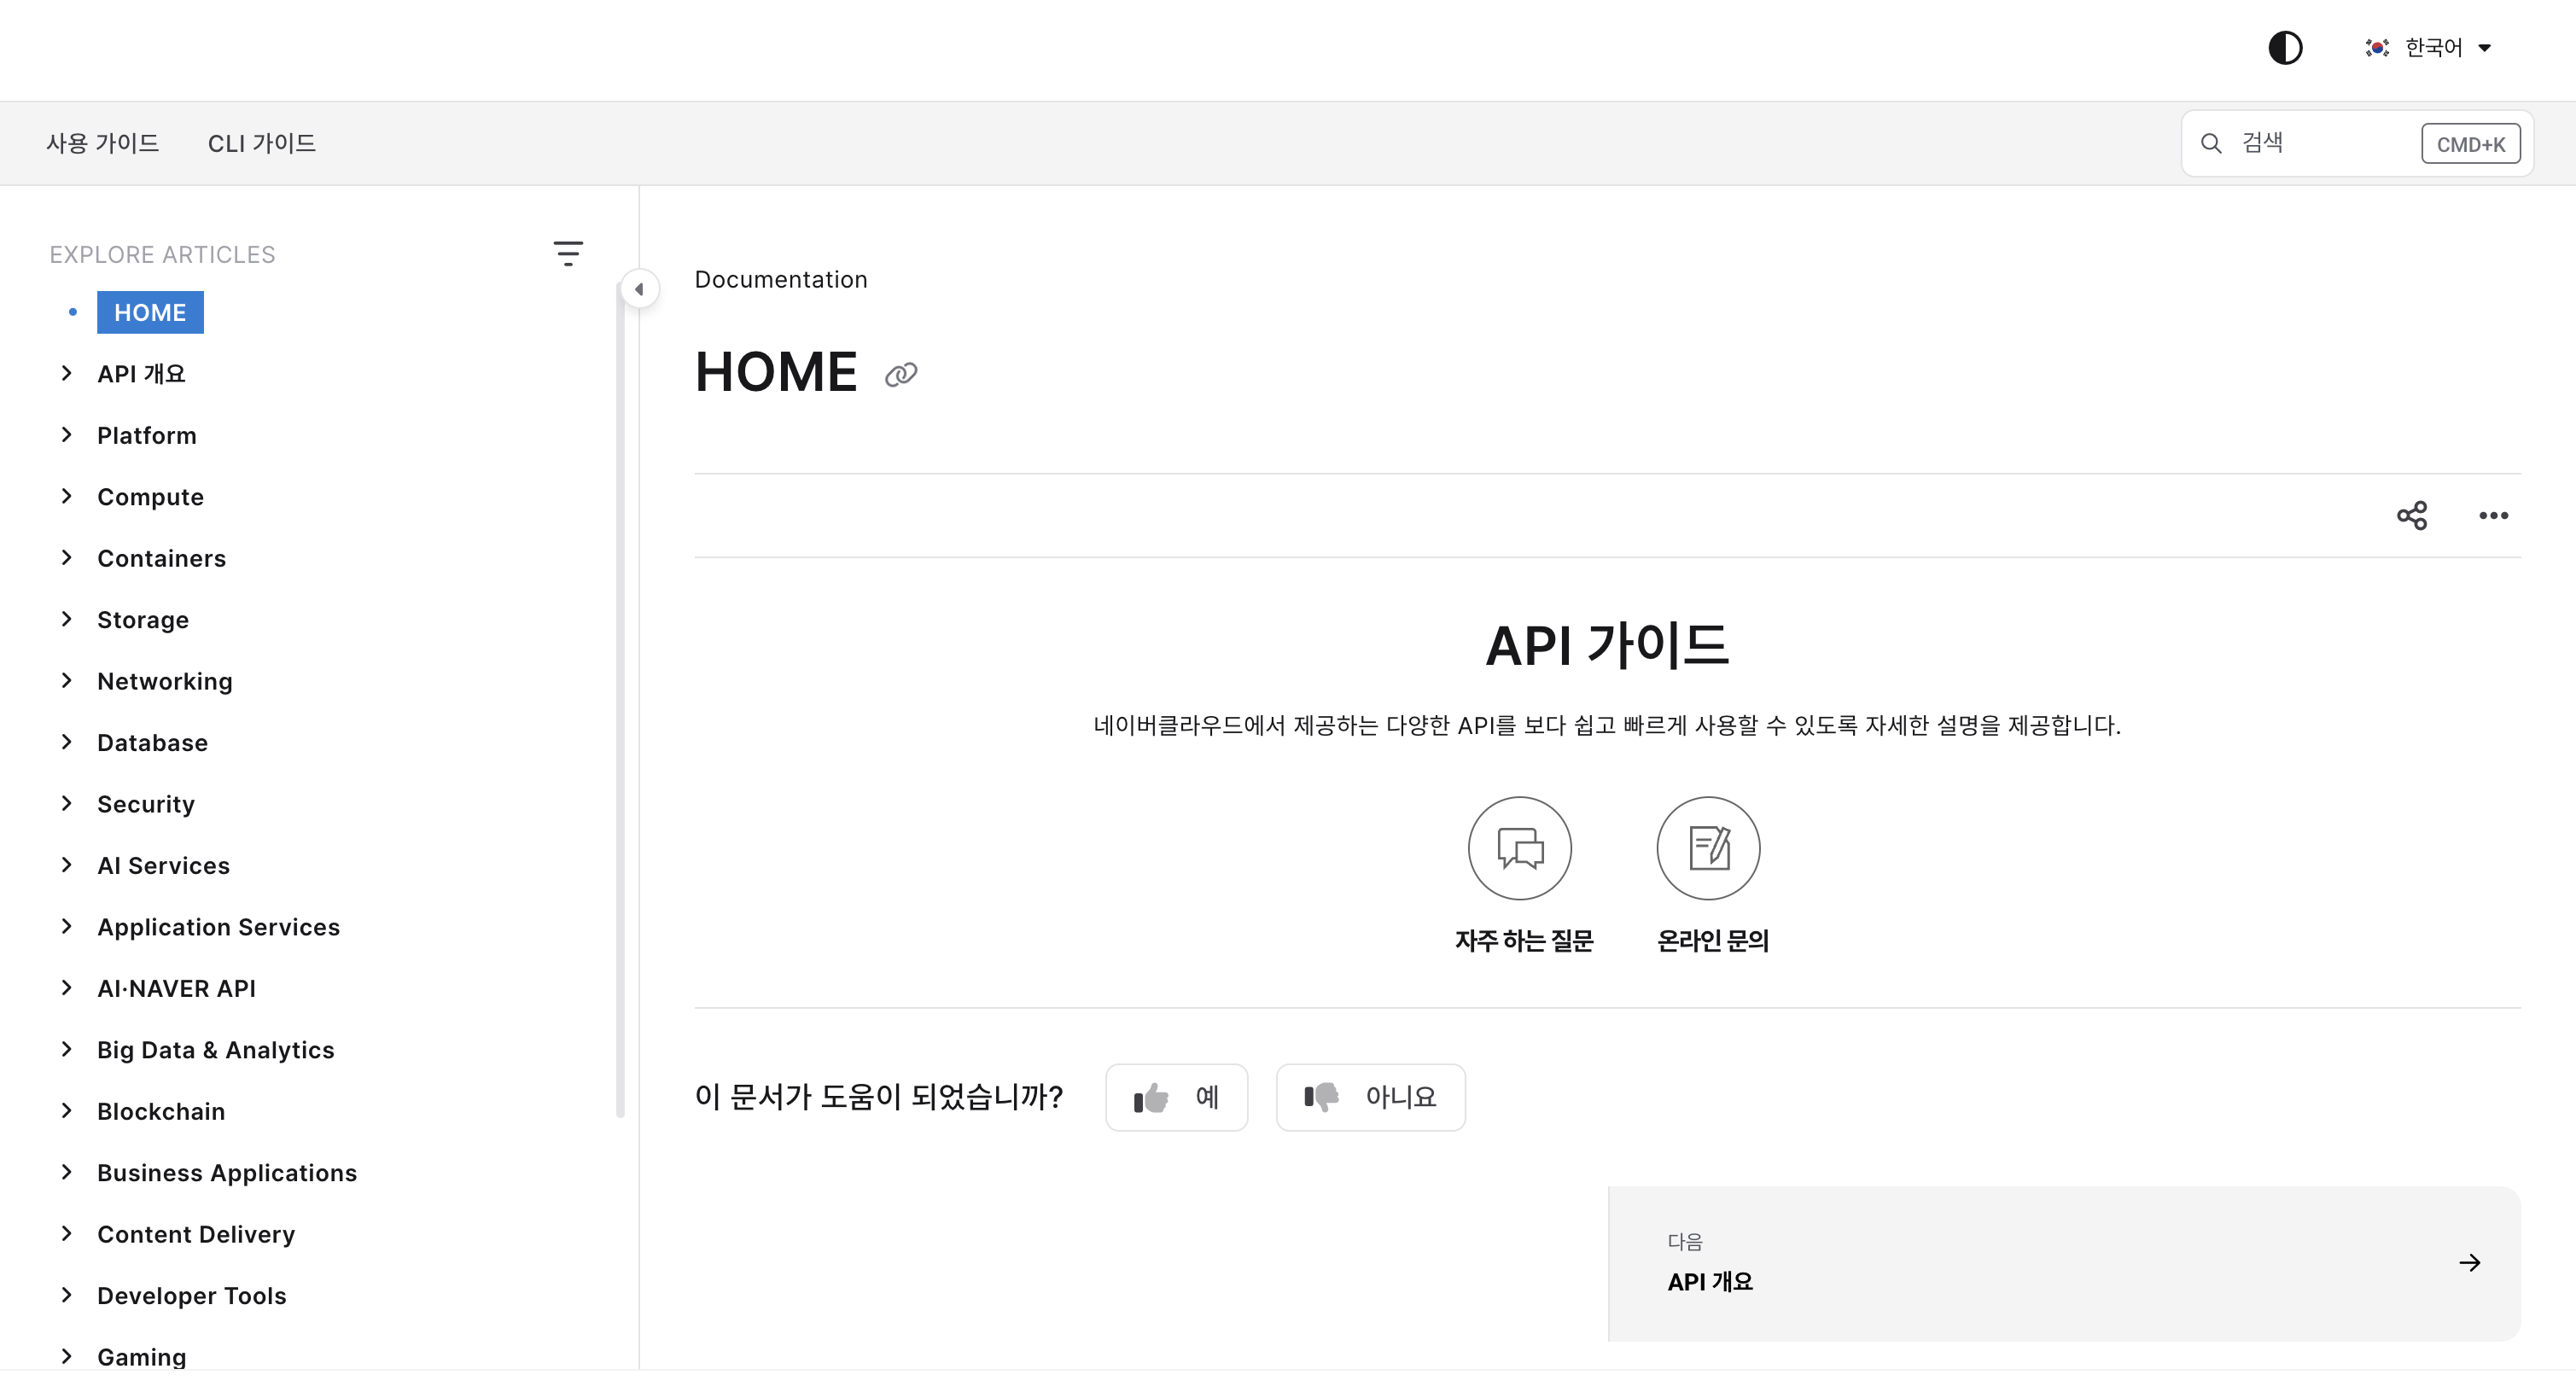 한국어
사용 가이드
CLI 가이드
검색
CMD+K
EXPLORE ARTICLES
HOME
API 개요
Platform
Compute
Containers
Storage
Networking
Database
Security
AI Services
Application Services
AI·NAVER API
Big Data & Analytics
Blockchain
Business Applications
Content Delivery
Developer Tools
Gaming
Documentation
HOME
API 가이드
네이버클라우드에서 제공하는 다양한 API를 보다 쉽고 빠르게 사용할 수 있도록 자세한 설명을 제공합니다.
자주 하는 질문
온라인 문의
이 문서가 도움이 되었습니까?
예
아니요
다음
API 개요